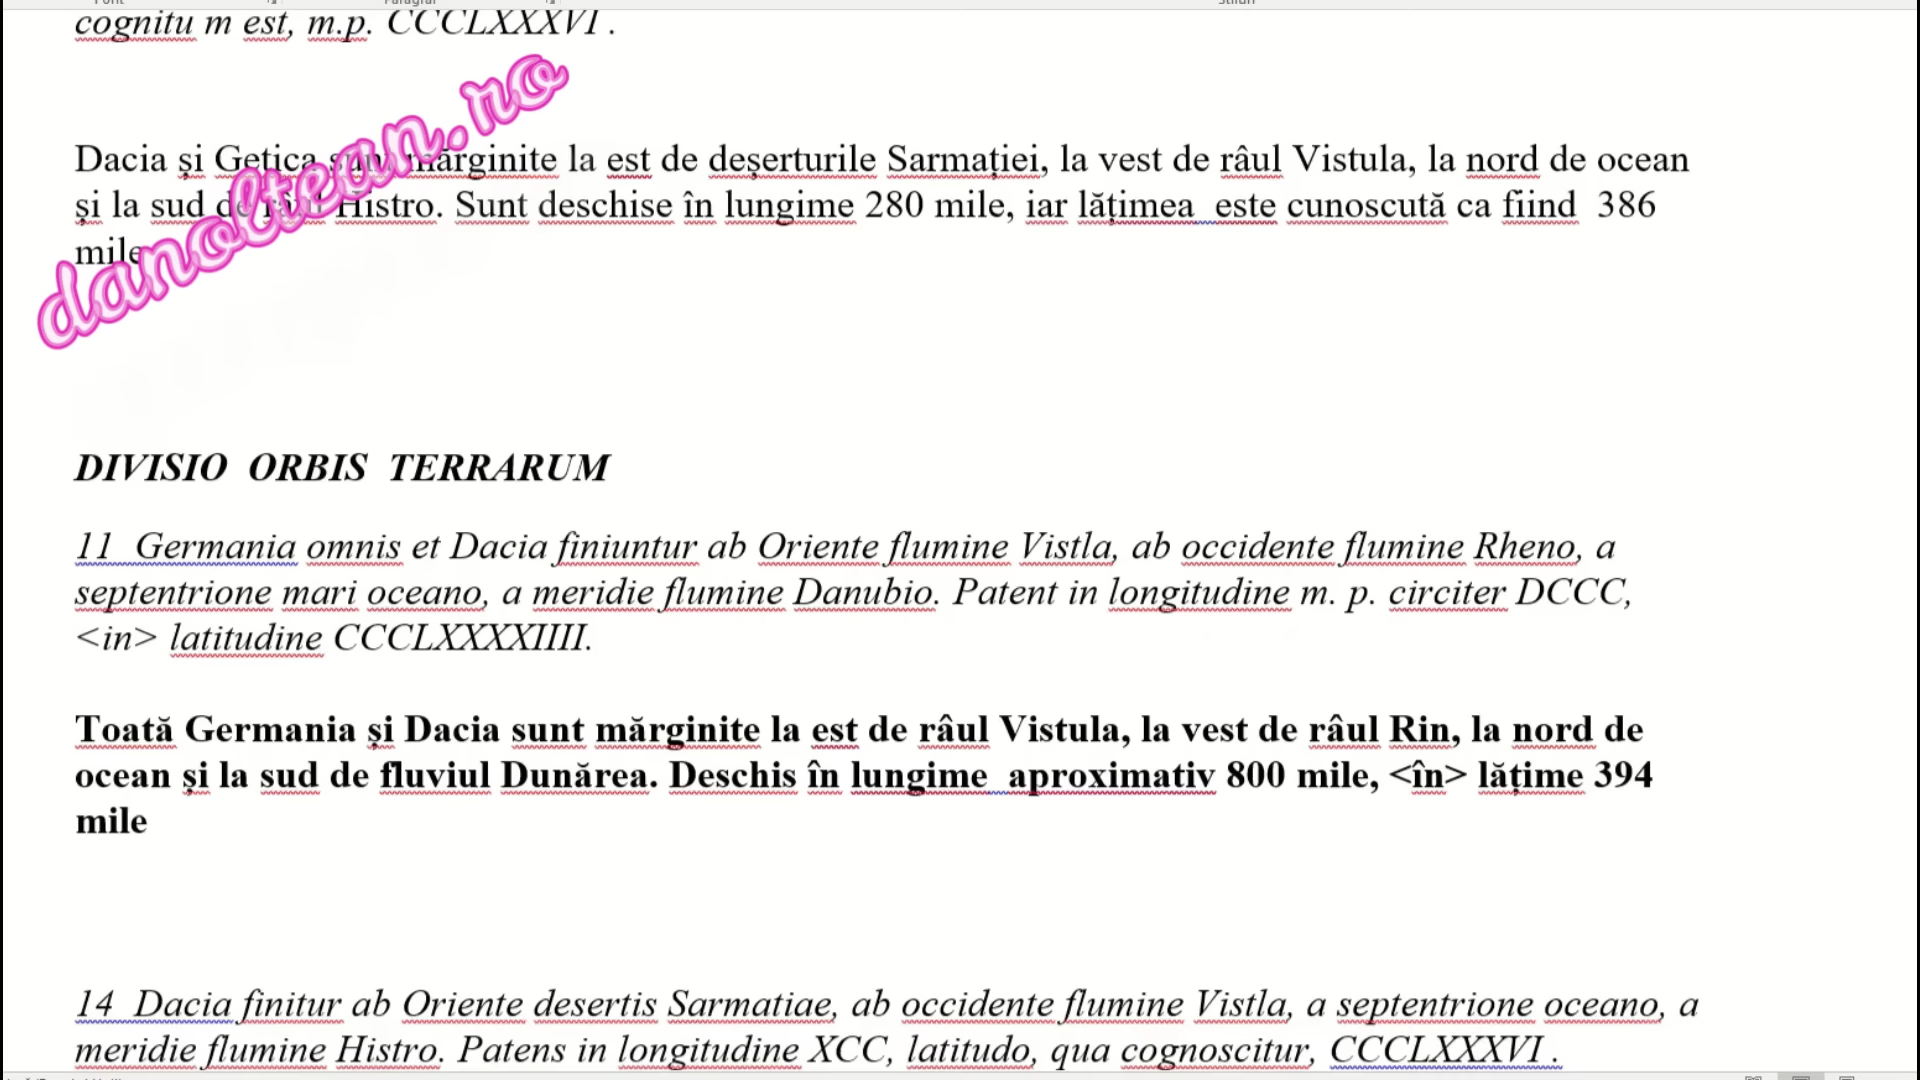 cognitu m est, m.p. CCCLXXXVI .
Dacia și Getica sunt mărginite la est de deșerturile Sarmației, la vest de râul Vistula, la nord de ocean
și la sud de râul Histro. Sunt deschise în lungime 280 mile, iar lățimea este cunoscută ca fiind 386
mile
danoltean.ro
DIVISIO ORBIS TERRARUM
11 Germania omnis et Dacia finiuntur ab Oriente flumine Vistla, ab occidente flumine Rheno, a
septentrione mari oceano, a meridie flumine Danubio. Patent in longitudine m. p. circiter DCCC,
<in> latitudine CCCLXXXXIIII.
Toată Germania și Dacia sunt mărginite la est de râul Vistula, la vest de râul Rin, la nord de
ocean și la sud de fluviul Dunărea. Deschis în lungime aproximativ 800 mile, <în> lățime 394
mile
14 Dacia finitur ab Oriente desertis Sarmatiae, ab occidente flumine Vistla, a septentrione oceano, a
meridie flumine Histro. Patens in longitudine XCC, latitudo, qua cognoscitur, CCCLXXXVI .